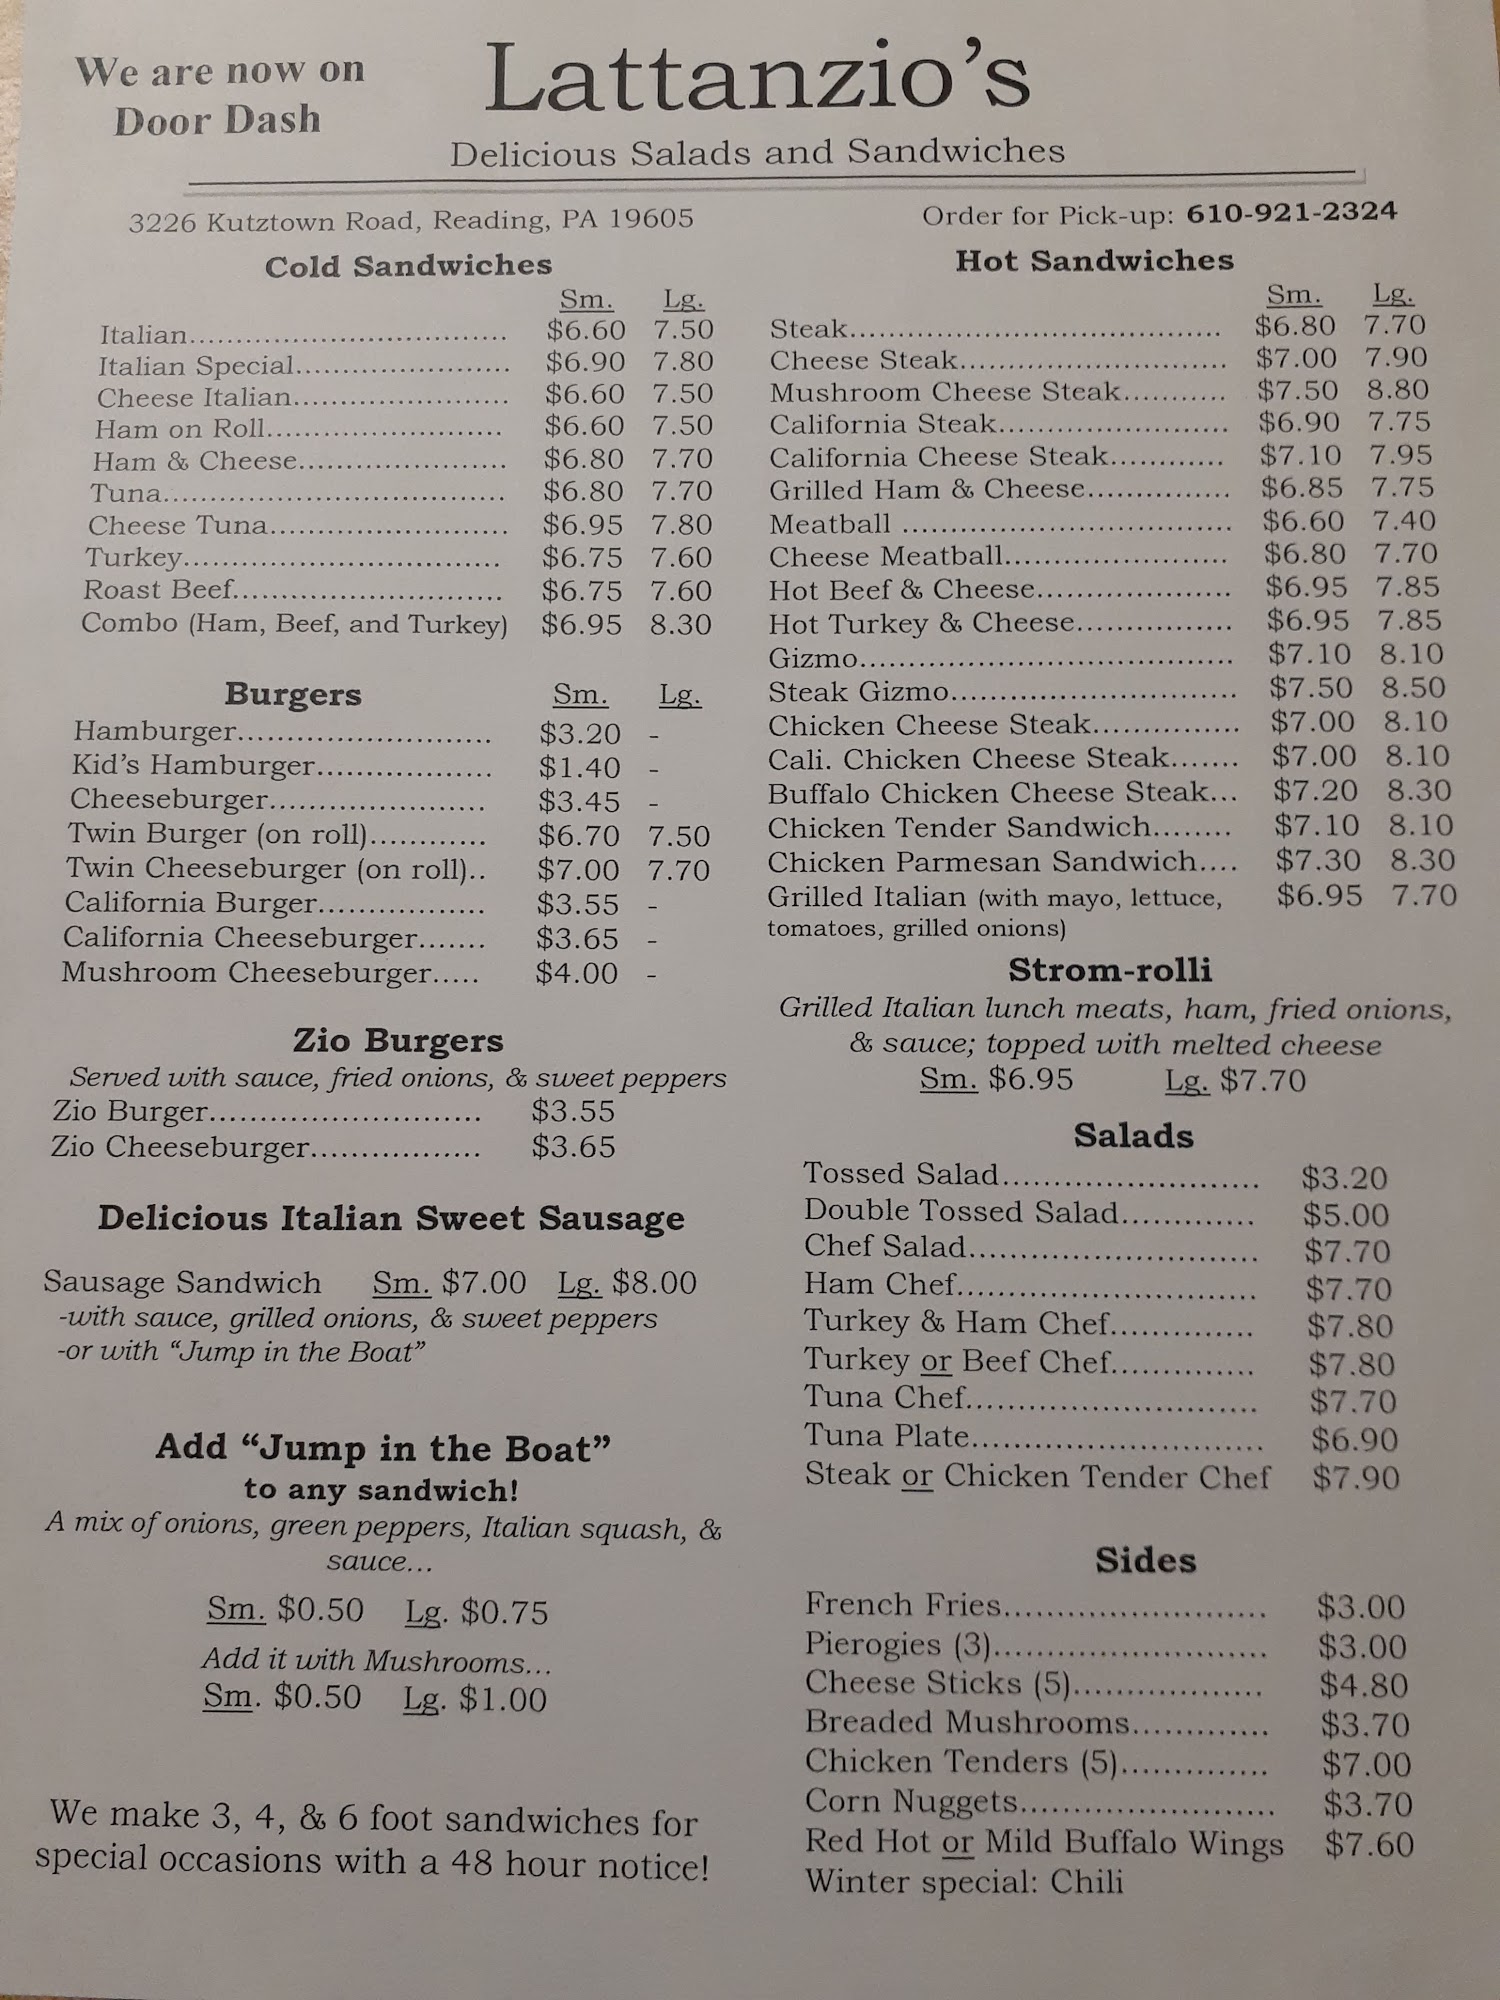 We are now on
Door Dash
Lattanzio's
Delicious Salads and Sandwiches
3226 Kutztown Road, Reading, PA 19605
Order for Pick-up: 610-921-2324
Cold Sandwiches
Sm. Lg.
Italian................................. $6.60 7.50
Italian Special....................... $6.90 7.80
Cheese Italian....................... $6.60 7.50
Ham on Roll......................... $6.60 7.50
Ham & Cheese...................... $6.80 7.70
Tuna.................................... $6.80 7.70
Cheese Tuna......................... $6.95 7.80
Turkey................................. $6.75 7.60
Roast Beef............................ $6.75 7.60
Combo (Ham, Beef, and Turkey) $6.95 8.30
Burgers Sm. Lg.
Hamburger.......................... $3.20 -
Kid's Hamburger.................. $1.40 -
Cheeseburger...................... $3.45 -
Twin Burger (on roll)............ $6.70 7.50
Twin Cheeseburger (on roll).. $7.00 7.70
California Burger................. $3.55 -
California Cheeseburger....... $3.65 -
Mushroom Cheeseburger..... $4.00 -
Zio Burgers
Served with sauce, fried onions, & sweet peppers
Zio Burger.......................... $3.55
Zio Cheeseburger................. $3.65
Delicious Italian Sweet Sausage
Sausage Sandwich Sm. $7.00 Lg. $8.00
-with sauce, grilled onions, & sweet peppers
-or with “Jump in the Boat”
Add “Jump in the Boat”
to any sandwich!
A mix of onions, green peppers, Italian squash, &
sauce...
Sm. $0.50 Lg. $0.75
Add it with Mushrooms...
Sm. $0.50 Lg. $1.00
We make 3, 4, & 6 foot sandwiches for
special occasions with a 48 hour notice!
Hot Sandwiches
Sm. Lg.
Steak...................................... $6.80 7.70
Cheese Steak............................ $7.00 7.90
Mushroom Cheese Steak........... $7.50 8.80
California Steak........................ $6.90 7.75
California Cheese Steak............ $7.10 7.95
Grilled Ham & Cheese............... $6.85 7.75
Meatball .................................. $6.60 7.40
Cheese Meatball....................... $6.80 7.70
Hot Beef & Cheese.................... $6.95 7.85
Hot Turkey & Cheese................ $6.95 7.85
Gizmo...................................... $7.10 8.10
Steak Gizmo............................. $7.50 8.50
Chicken Cheese Steak............... $7.00 8.10
Cali. Chicken Cheese Steak....... $7.00 8.10
Buffalo Chicken Cheese Steak... $7.20 8.30
Chicken Tender Sandwich........ $7.10 8.10
Chicken Parmesan Sandwich.... $7.30 8.30
Grilled Italian (with mayo, lettuce, $6.95 7.70
tomatoes, grilled onions)
Strom-rolli
Grilled Italian lunch meats, ham, fried onions,
& sauce; topped with melted cheese
Sm. $6.95 Lg. $7.70
Salads
Tossed Salad......................... $3.20
Double Tossed Salad............. $5.00
Chef Salad............................ $7.70
Ham Chef............................. $7.70
Turkey & Ham Chef.............. $7.80
Turkey or Beef Chef.............. $7.80
Tuna Chef............................ $7.70
Tuna Plate............................ $6.90
Steak or Chicken Tender Chef $7.90
Sides
French Fries......................... $3.00
Pierogies (3).......................... $3.00
Cheese Sticks (5)................... $4.80
Breaded Mushrooms............. $3.70
Chicken Tenders (5).............. $7.00
Corn Nuggets........................ $3.70
Red Hot or Mild Buffalo Wings $7.60
Winter special: Chili